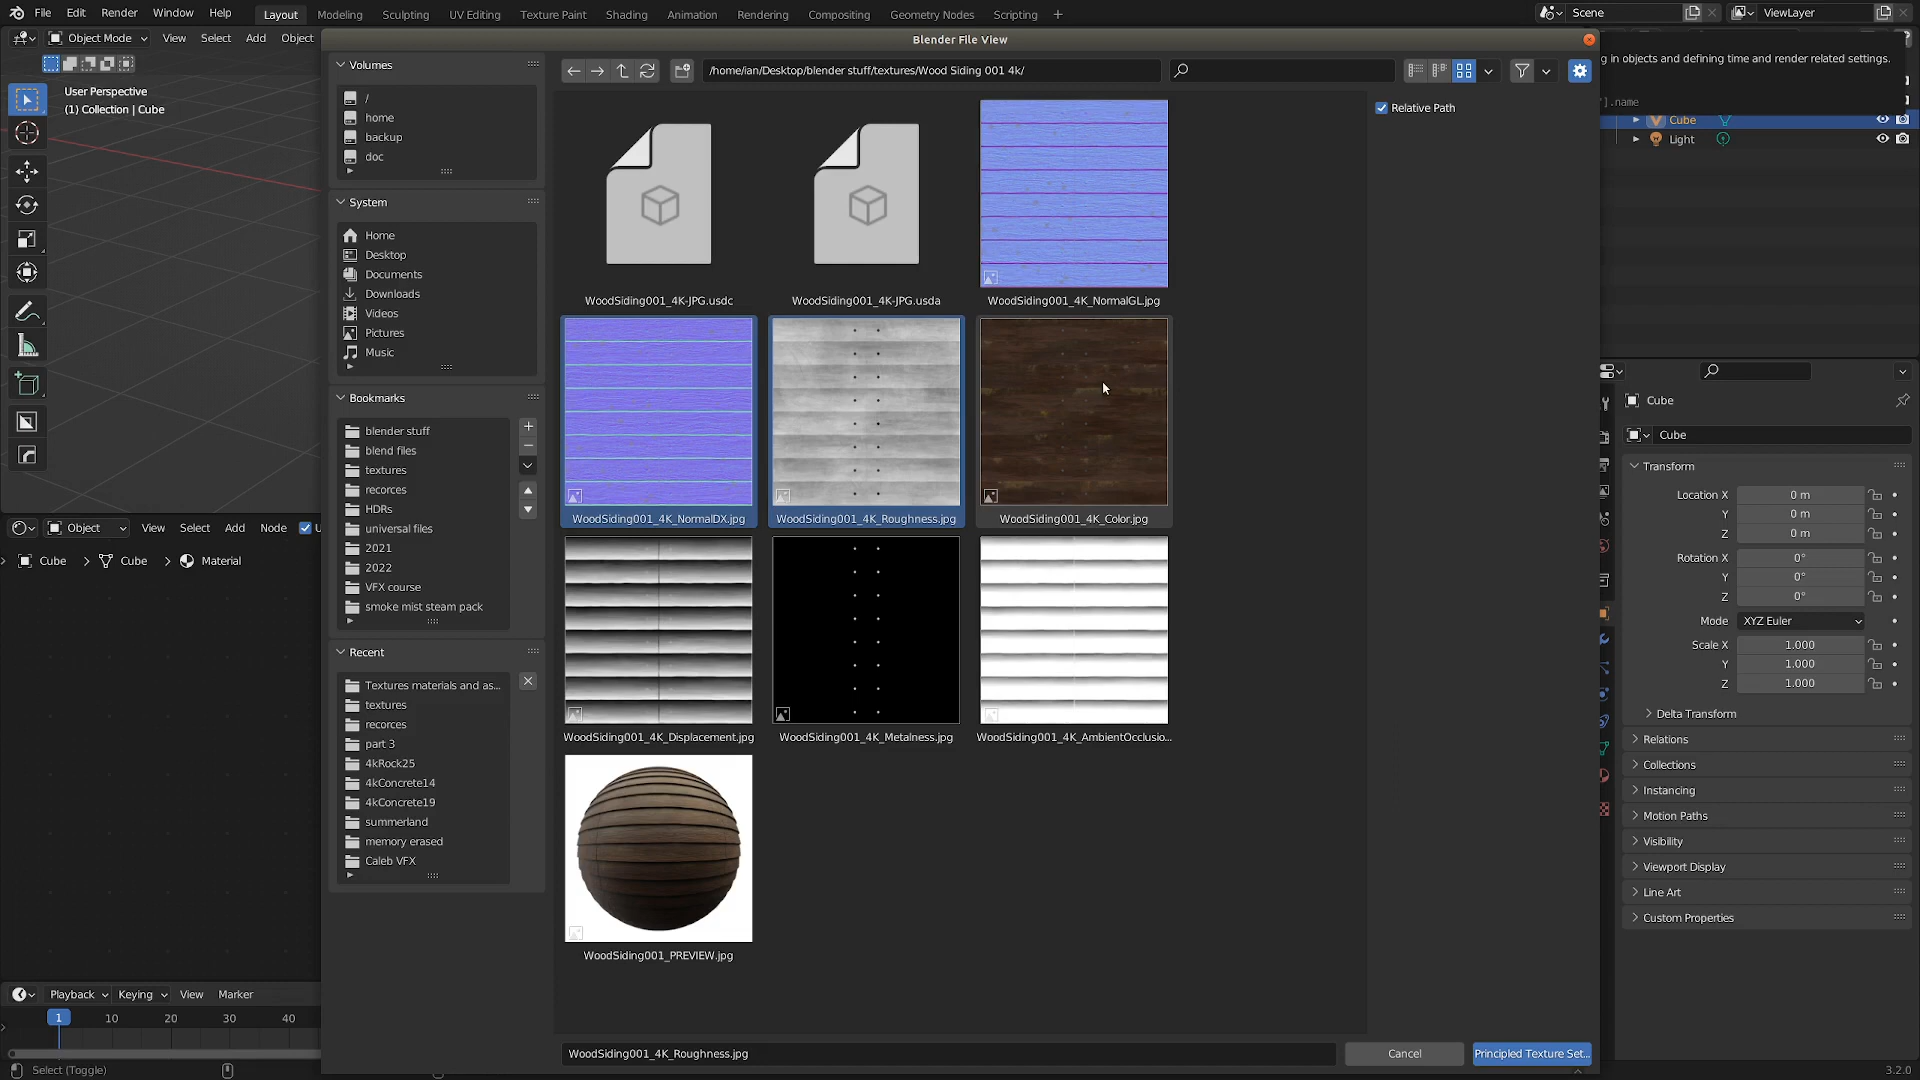 File Edit Render Window Help Layout Modeling Sculpting UV Editing Texture Paint Shading Animation Rendering Compositing Geometry Nodes Scripting + Scene ViewLayer
Object Mode View Select Add Object
Blender File View
User Perspective
(1) Collection | Cube
g in objects and defining time and render related settings.
].name
Cube
Light
Volumes
/
home
backup
doc
System
Home
Desktop
Documents
Downloads
Videos
Pictures
Music
Bookmarks
blender stuff
blend files
textures
recorces
HDRs
universal files
2021
2022
VFX course
smoke mist steam pack
Recent
Textures materials and as...
textures
recorces
part 3
4kRock25
4kConcrete14
4kConcrete19
summerland
memory erased
Caleb VFX
/home/ian/Desktop/blender stuff/textures/Wood Siding 001 4k/
Relative Path
WoodSiding001_4K-JPG.usdc
WoodSiding001_4K-JPG.usda
WoodSiding001_4K_NormalGL.jpg
WoodSiding001_4K_NormalDX.jpg
WoodSiding001_4K_Roughness.jpg
WoodSiding001_4K_Color.jpg
WoodSiding001_4K_Displacement.jpg
WoodSiding001_4K_Metalness.jpg
WoodSiding001_4K_AmbientOcclusio...
WoodSiding001_PREVIEW.jpg
WoodSiding001_4K_Roughness.jpg
Cancel
Principled Texture Set...
Object View Select Add Node U
Cube Cube Material
Playback Keying View Marker
1 10 20 30 40
Select (Toggle)
Cube
Cube
Transform
Location X 0 m
Y 0 m
Z 0 m
Rotation X 0°
Y 0°
Z 0°
Mode XYZ Euler
Scale X 1.000
Y 1.000
Z 1.000
Delta Transform
Relations
Collections
Instancing
Motion Paths
Visibility
Viewport Display
Line Art
Custom Properties
3.2.0